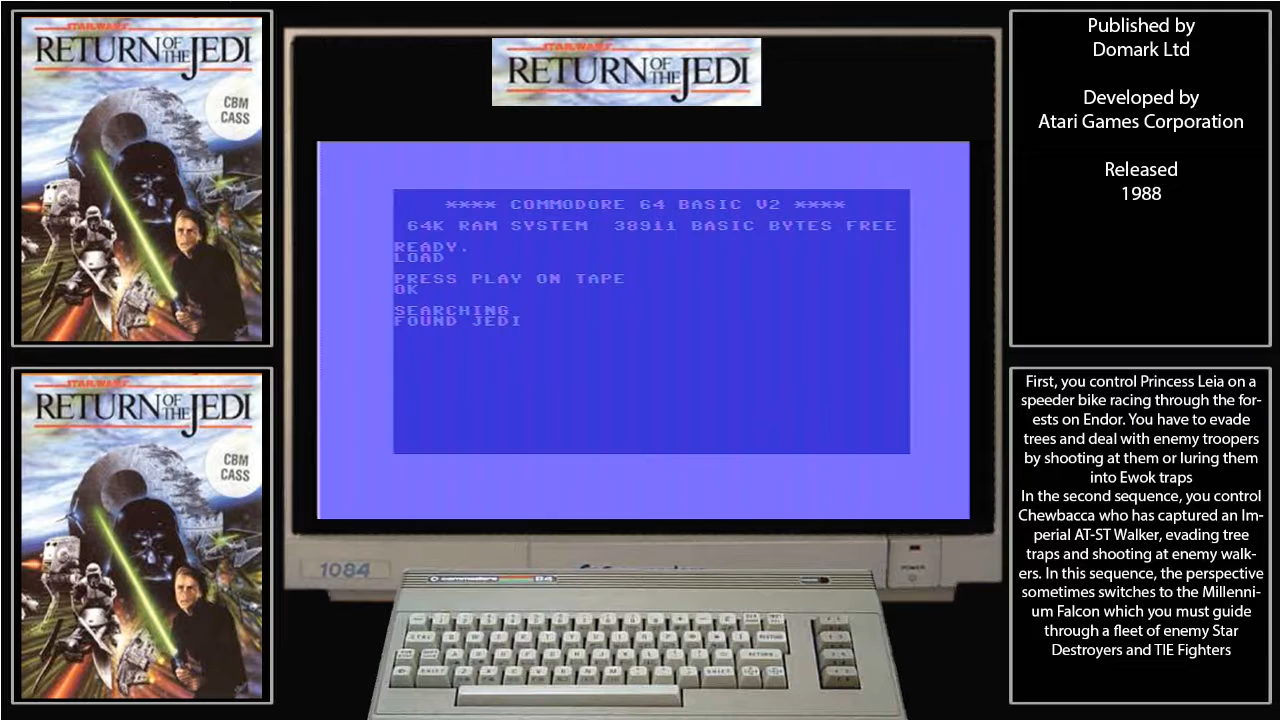 STAR WARS
RETURN OF THE JEDI
CBM
CASS
STAR WARS
RETURN OF THE JEDI
CBM
CASS
STAR WARS
RETURN OF THE JEDI
**** COMMODORE 64 BASIC V2 ****
64K RAM SYSTEM 38911 BASIC BYTES FREE
READY.
LOAD
PRESS PLAY ON TAPE
OK
SEARCHING
FOUND JEDI
1084
POWER
commodore 64
Published by
Domark Ltd
Developed by
Atari Games Corporation
Released
1988
First, you control Princess Leia on a
speeder bike racing through the for-
ests on Endor. You have to evade
trees and deal with enemy troopers
by shooting at them or luring them
into Ewok traps
In the second sequence, you control
Chewbacca who has captured an Im-
perial AT-ST Walker, evading tree
traps and shooting at enemy walk-
ers. In this sequence, the perspective
sometimes switches to the Millenni-
um Falcon which you must guide
through a fleet of enemy Star
Destroyers and TIE Fighters